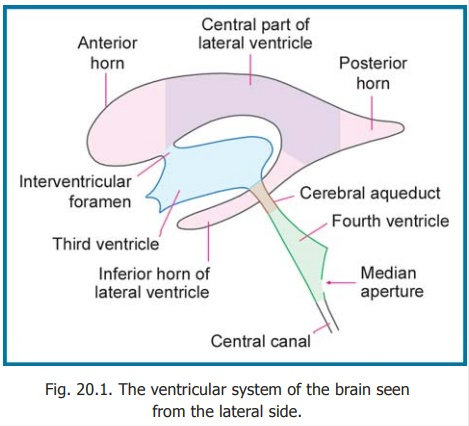 Central part of
lateral ventricle
Anterior
horn
Posterior
horn
Interventricular
foramen
Cerebral aqueduct
Fourth ventricle
Third ventricle
Inferior horn of
lateral ventricle
Median
aperture
Central canal
Fig. 20.1. The ventricular system of the brain seen
from the lateral side.